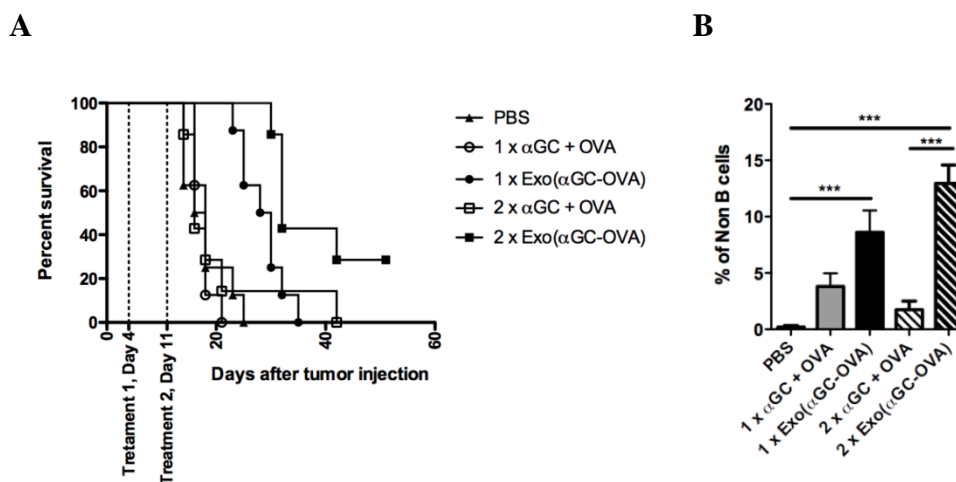 A
B
Percent survival
100
80
60
40
20
0
0
20
40
60
Tretament 1, Day 4
Treatment 2, Day 11
Days after tumor injection
PBS
1 x αGC + OVA
1 x Exo(αGC-OVA)
2 x αGC + OVA
2 x Exo(αGC-OVA)
% of Non B cells
20
15
10
5
0
***
***
***
PBS
1 x αGC + OVA
1 x Exo(αGC-OVA)
2 x αGC + OVA
2 x Exo(αGC-OVA)